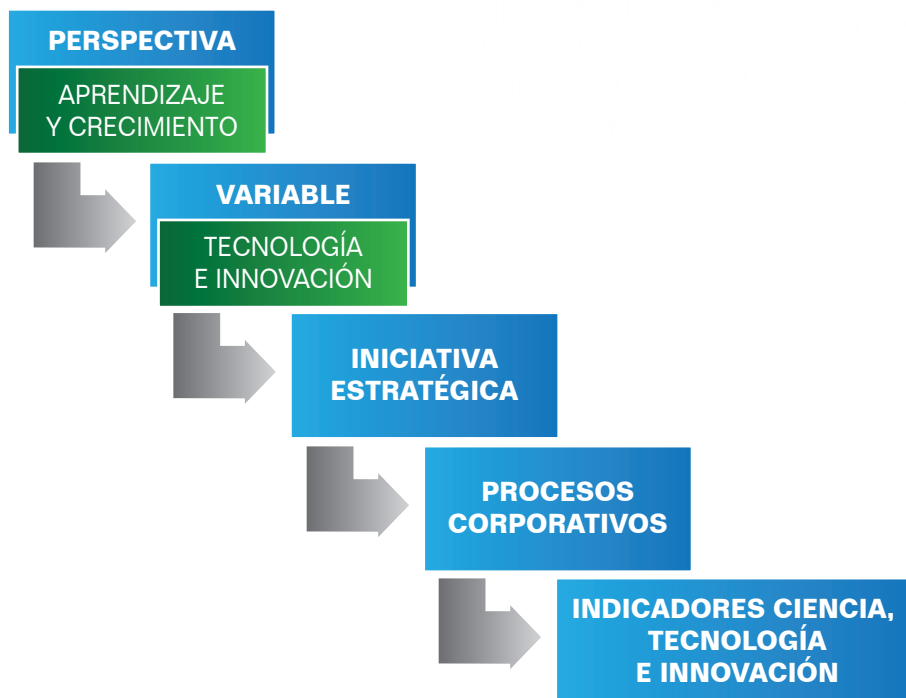 PERSPECTIVA
APRENDIZAJE
Y CRECIMIENTO
VARIABLE
TECNOLOGÍA
E INNOVACIÓN
INICIATIVA
ESTRATÉGICA
PROCESOS
CORPORATIVOS
INDICADORES CIENCIA,
TECNOLOGÍA
E INNOVACIÓN